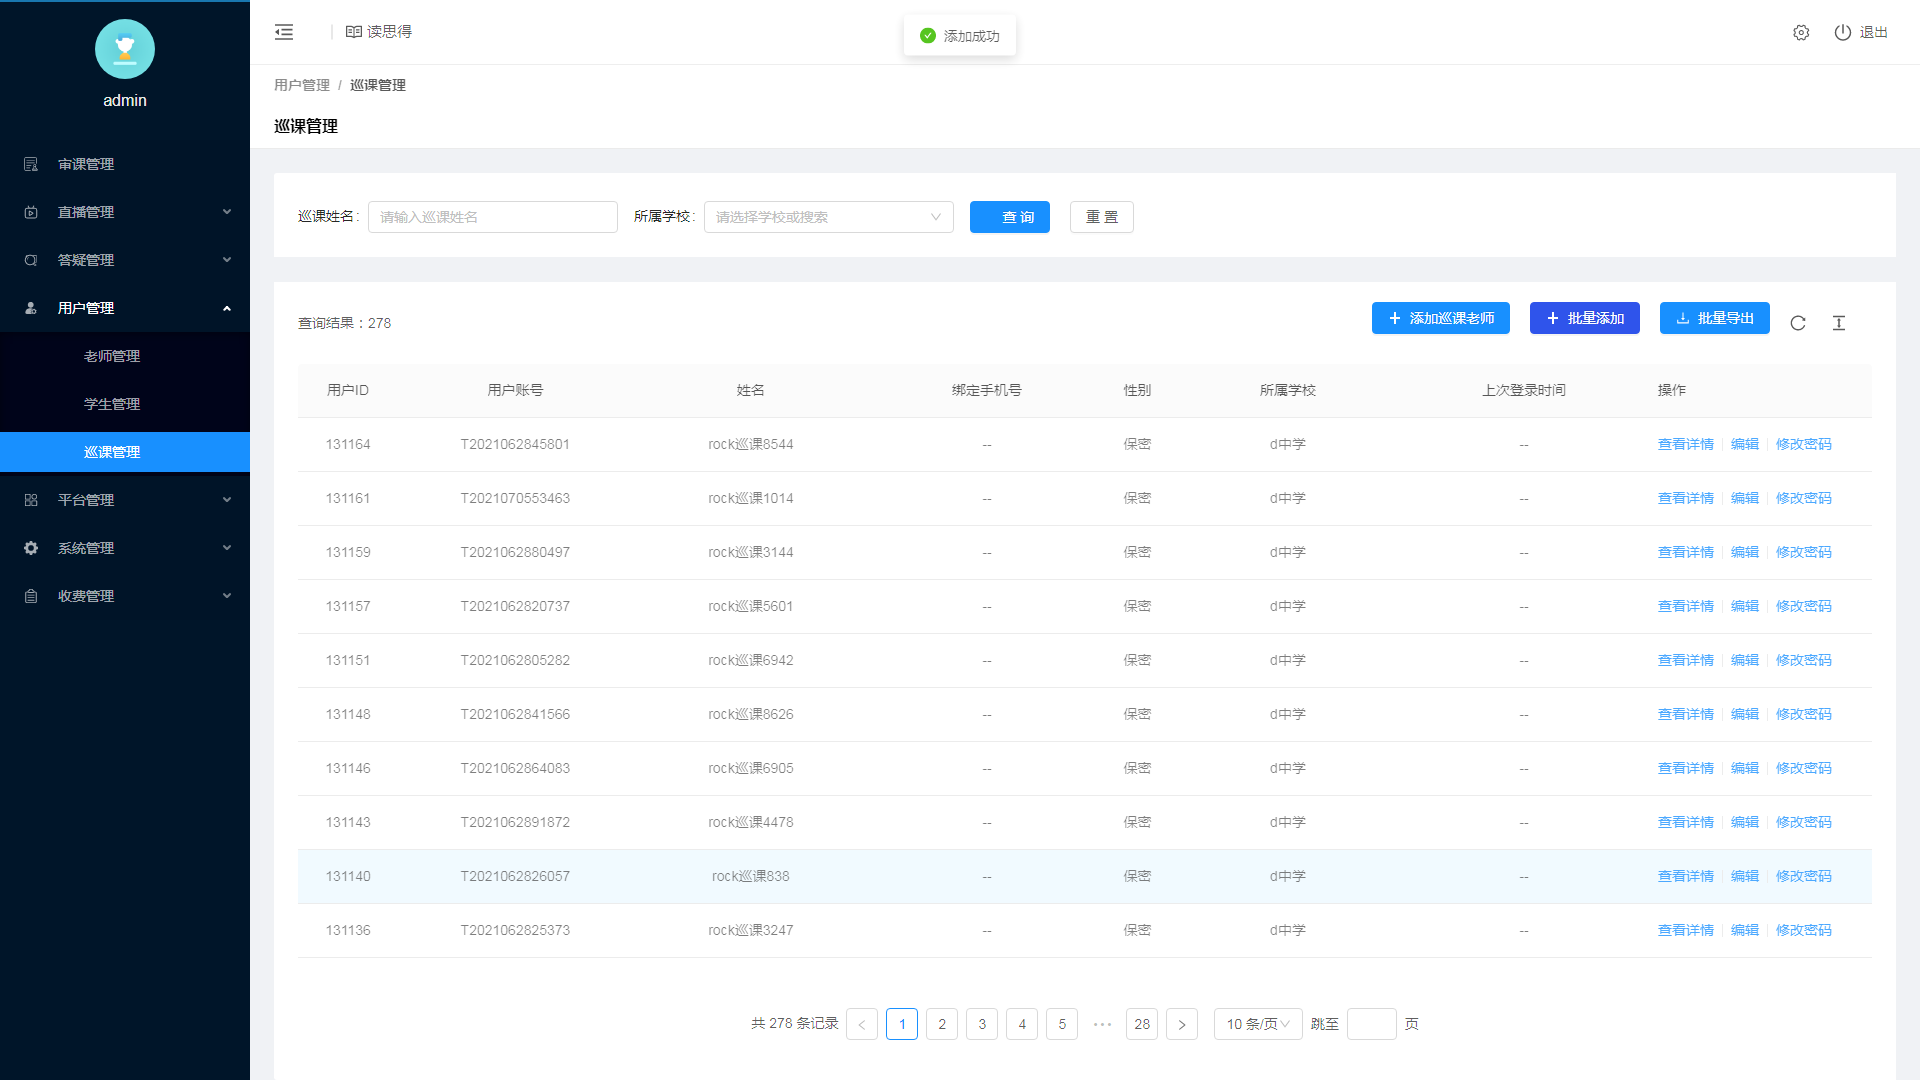 admin
审课管理
直播管理
答疑管理
用户管理
老师管理
学生管理
巡课管理
平台管理
系统管理
收费管理
读思得
添加成功
退出
用户管理 / 巡课管理
巡课管理
巡课姓名: 请输入巡课姓名 所属学校: 请选择学校或搜索 查 询 重 置
查询结果：278 添加巡课老师 批量添加 批量导出
用户ID 用户账号 姓名 绑定手机号 性别 所属学校 上次登录时间 操作
131164 T2021062845801 rock巡课8544 -- 保密 d中学 -- 查看详情 编辑 修改密码
131161 T2021070553463 rock巡课1014 -- 保密 d中学 -- 查看详情 编辑 修改密码
131159 T2021062880497 rock巡课3144 -- 保密 d中学 -- 查看详情 编辑 修改密码
131157 T2021062820737 rock巡课5601 -- 保密 d中学 -- 查看详情 编辑 修改密码
131151 T2021062805282 rock巡课6942 -- 保密 d中学 -- 查看详情 编辑 修改密码
131148 T2021062841566 rock巡课8626 -- 保密 d中学 -- 查看详情 编辑 修改密码
131146 T2021062864083 rock巡课6905 -- 保密 d中学 -- 查看详情 编辑 修改密码
131143 T2021062891872 rock巡课4478 -- 保密 d中学 -- 查看详情 编辑 修改密码
131140 T2021062826057 rock巡课838 -- 保密 d中学 -- 查看详情 编辑 修改密码
131136 T2021062825373 rock巡课3247 -- 保密 d中学 -- 查看详情 编辑 修改密码
共 278 条记录 < 1 2 3 4 5 ••• 28 > 10 条/页 跳至 页